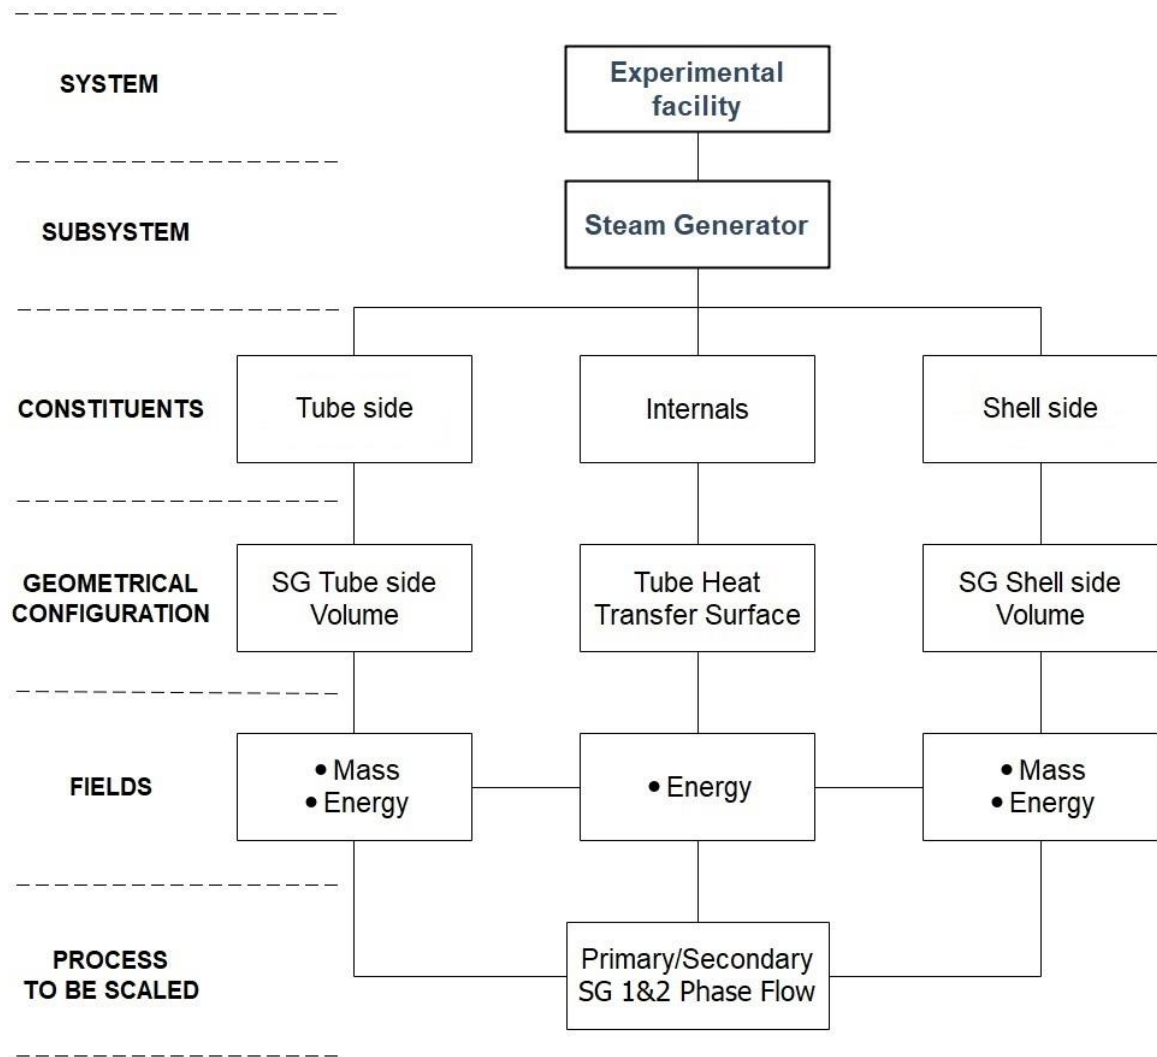 SYSTEM
Experimental
facility
SUBSYSTEM
Steam Generator
CONSTITUENTS
Tube side
Internals
Shell side
GEOMETRICAL
CONFIGURATION
SG Tube side
Volume
Tube Heat
Transfer Surface
SG Shell side
Volume
FIELDS
• Mass
• Energy
• Energy
• Mass
• Energy
PROCESS
TO BE SCALED
Primary/Secondary
SG 1&2 Phase Flow